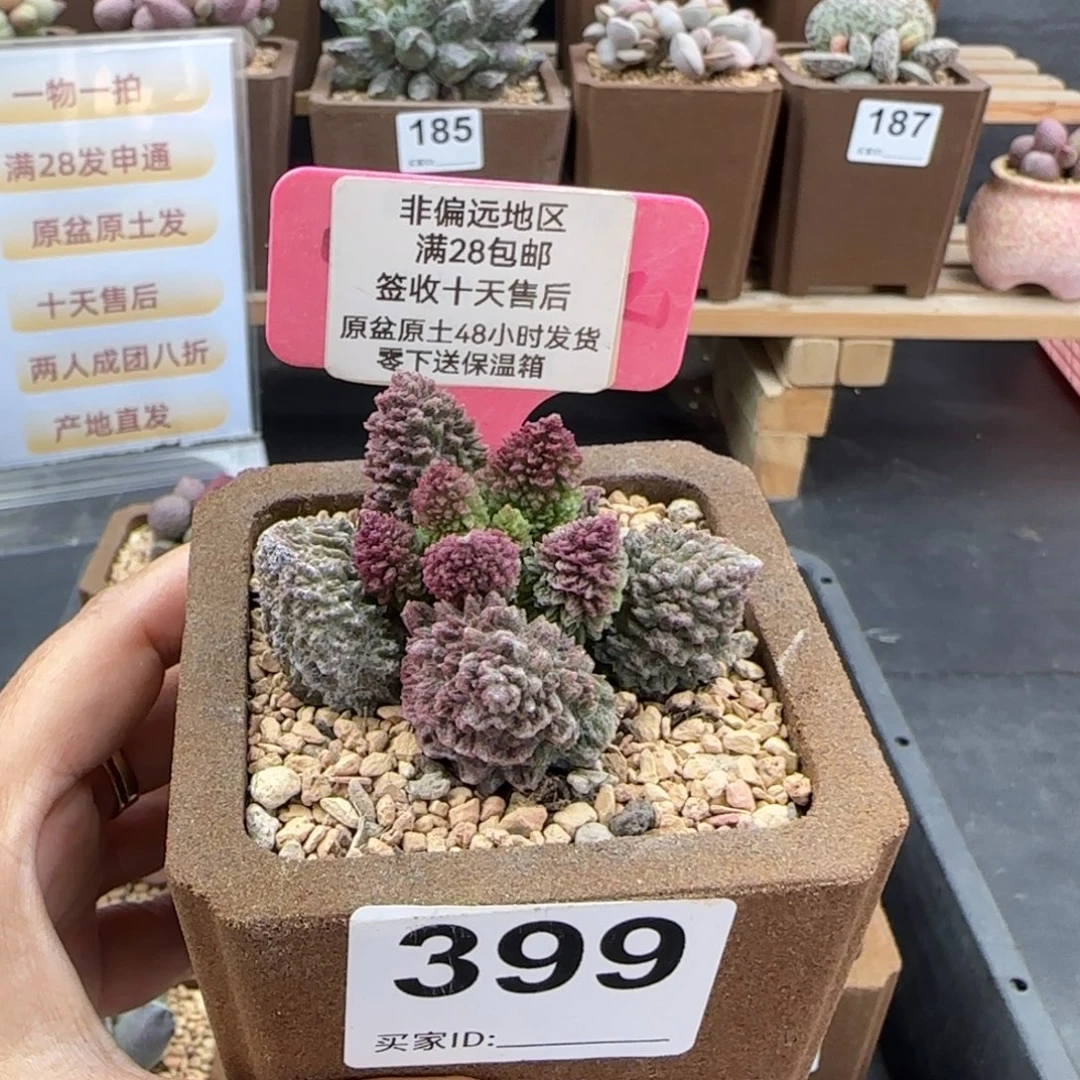 一物一拍
满28发申通
原盆原土发
十天售后
两人成团八折
产地直发
185
187
非偏远地区
满28包邮
签收十天售后
原盆原土48小时发货
零下送保温箱
399
买家ID: